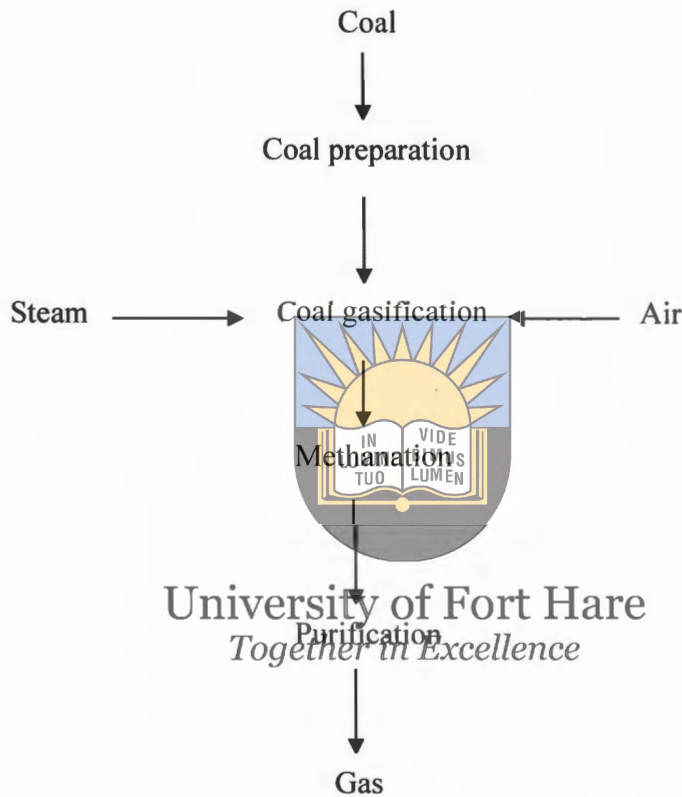 Coal
Coal preparation
Steam
Coal gasification
Air
IN
VIDE
Methanation
TUO
LUMEN
University of Fort Hare
Purification
Together in Excellence
Gas